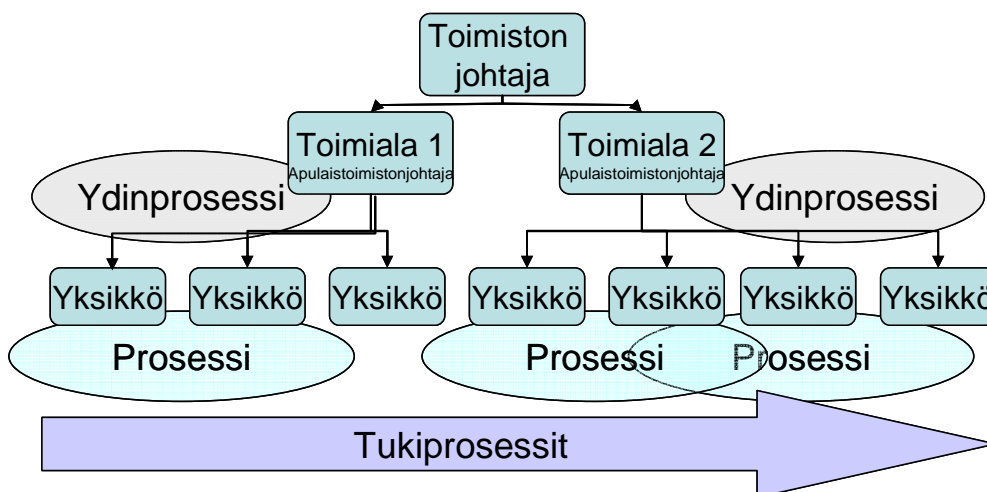 Toimiston
johtaja
Toimiala 1
Apulaistoimistonjohtaja
Toimiala 2
Apulaistoimistonjohtaja
Ydinprosessi
Ydinprosessi
Yksikkö
Yksikkö
Yksikkö
Yksikkö
Yksikkö
Yksikkö
Yksikkö
Prosessi
Prosessi
Prosessi
Tukiprosessit